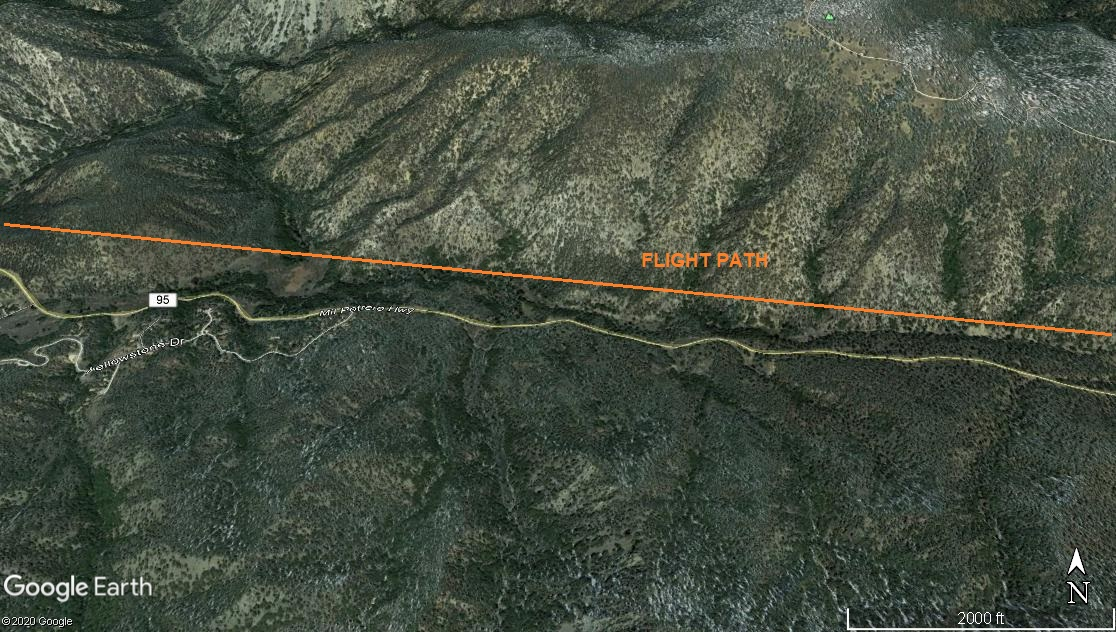 FLIGHT PATH
95
Mil Potrero Hwy
Yellowstone Dr
Google Earth
N
©2020 Google
2000 ft